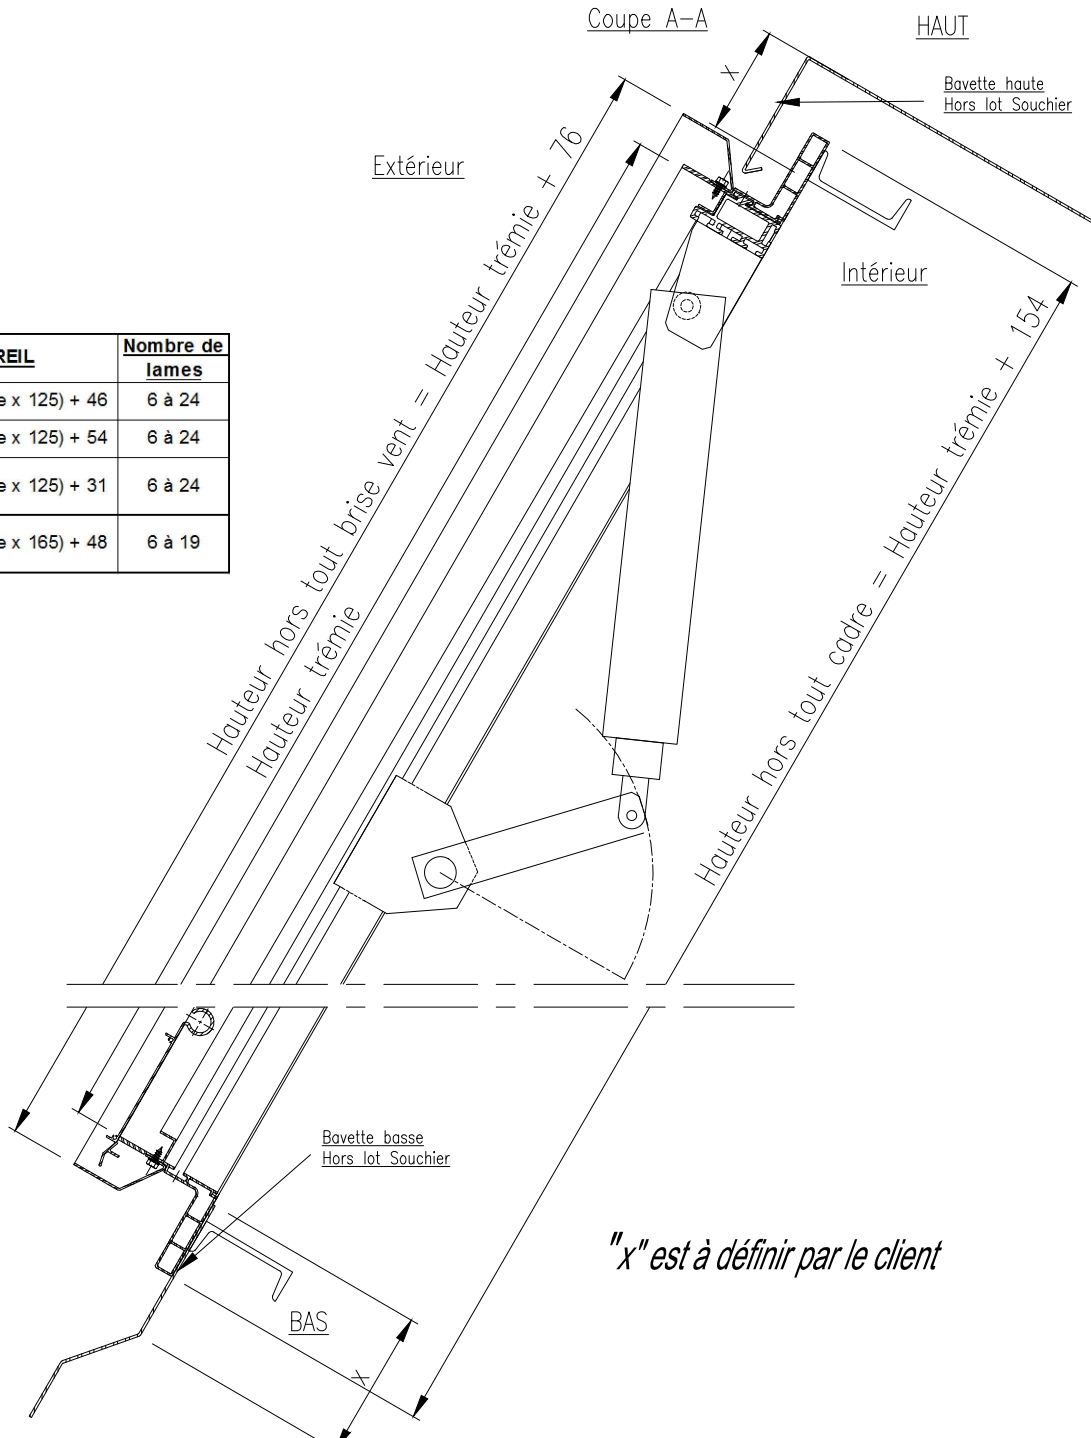 Coupe A-A
HAUT
X
Bavette haute
Hors lot Souchier
Extérieur
Intérieur
Hauteur hors tout brise vent = Hauteur trémie + 76
Hauteur trémie
Hauteur hors tout cadre = Hauteur trémie + 154
REIL
Nombre de
lames
e x 125) + 46 6 à 24
e x 125) + 54 6 à 24
e x 125) + 31 6 à 24
e x 165) + 48 6 à 19
Bavette basse
Hors lot Souchier
"x" est à définir par le client
BAS
X